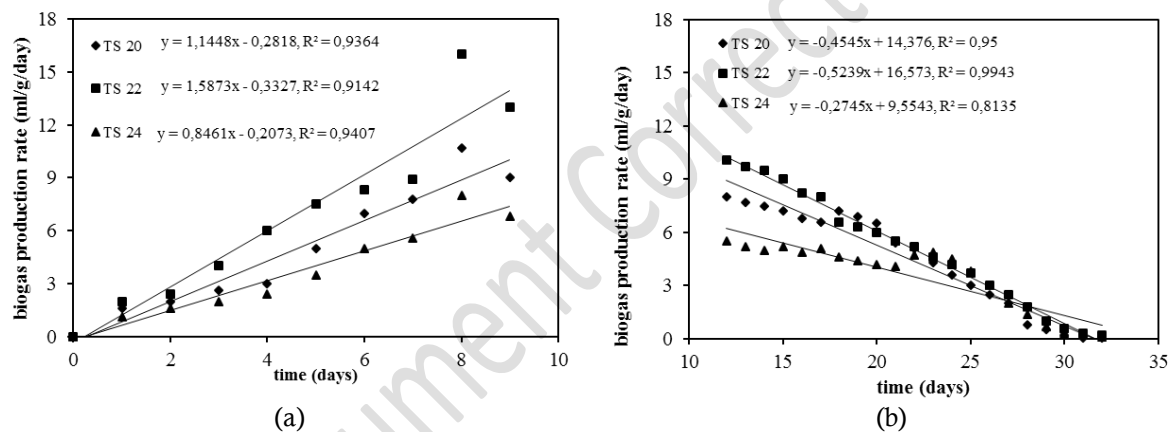 biogas production rate (ml/g/day)
18
15
12
9
6
3
0
TS 20 y = 1,1448x - 0,2818, R² = 0,9364
TS 22 y = 1,5873x - 0,3327, R² = 0,9142
TS 24 y = 0,8461x - 0,2073, R² = 0,9407
0 2 4 6 8 10
time (days)
(a)
biogas production rate (ml/g/day)
18
15
12
9
6
3
0
TS 20 y = -0,4545x + 14,376, R² = 0,95
TS 22 y = -0,5239x + 16,573, R² = 0,9943
TS 24 y = -0,2745x + 9,5543, R² = 0,8135
10 15 20 25 30 35
time (days)
(b)
ument Correct